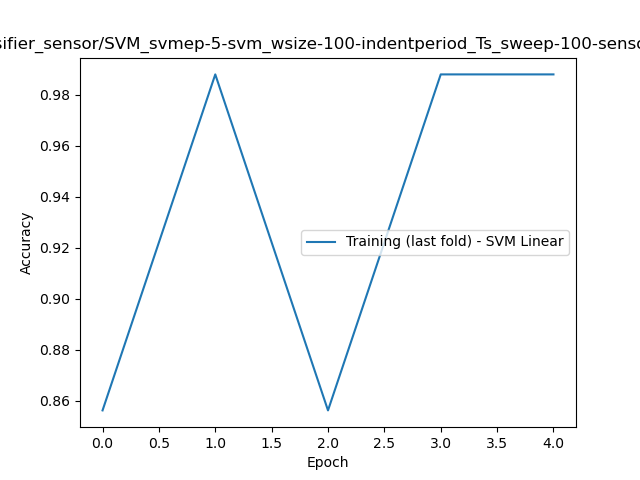 sifier_sensor/SVM_svmep-5-svm_wsize-100-indentperiod_Ts_sweep-100-senso
0.98
0.96
0.94
0.92
0.90
0.88
0.86
Accuracy
Training (last fold) - SVM Linear
0.0 0.5 1.0 1.5 2.0 2.5 3.0 3.5 4.0
Epoch